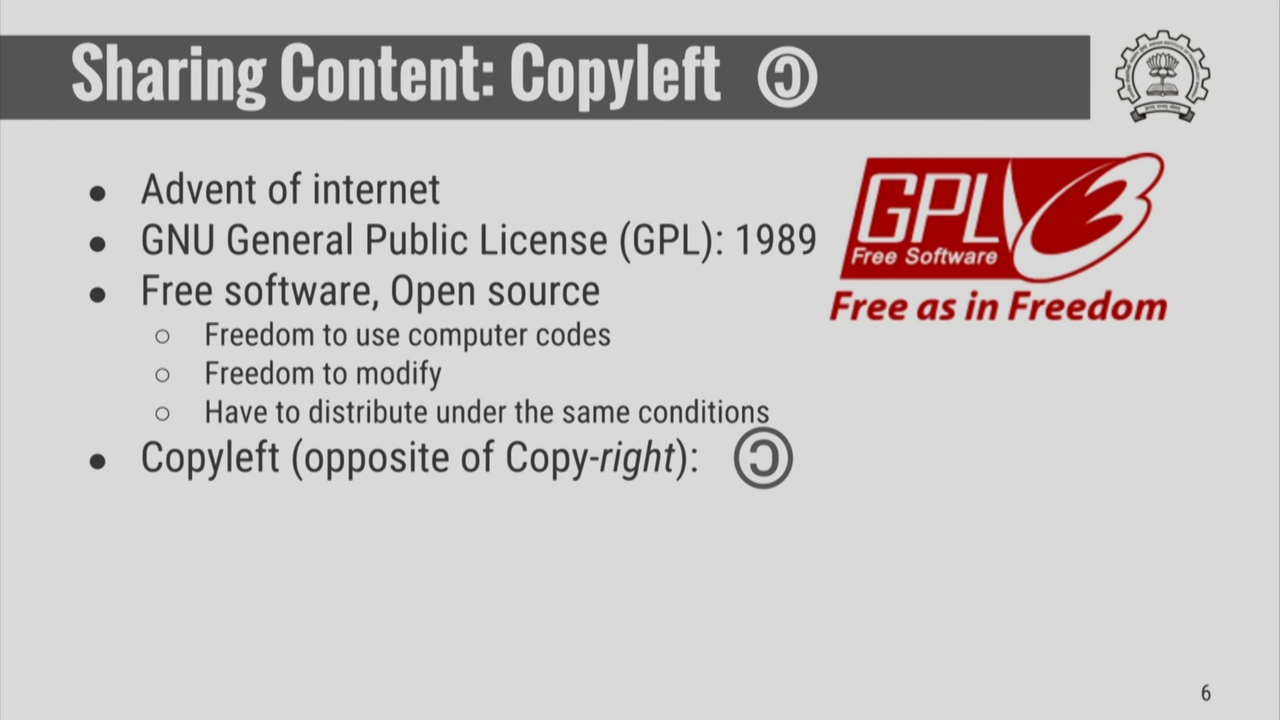 Sharing Content: Copyleft
Advent of internet
GNU General Public License (GPL): 1989
Free software, Open source
Freedom to use computer codes
Freedom to modify
Have to distribute under the same conditions
Copyleft (opposite of Copy-right):
GPL 3
Free Software
Free as in Freedom
6